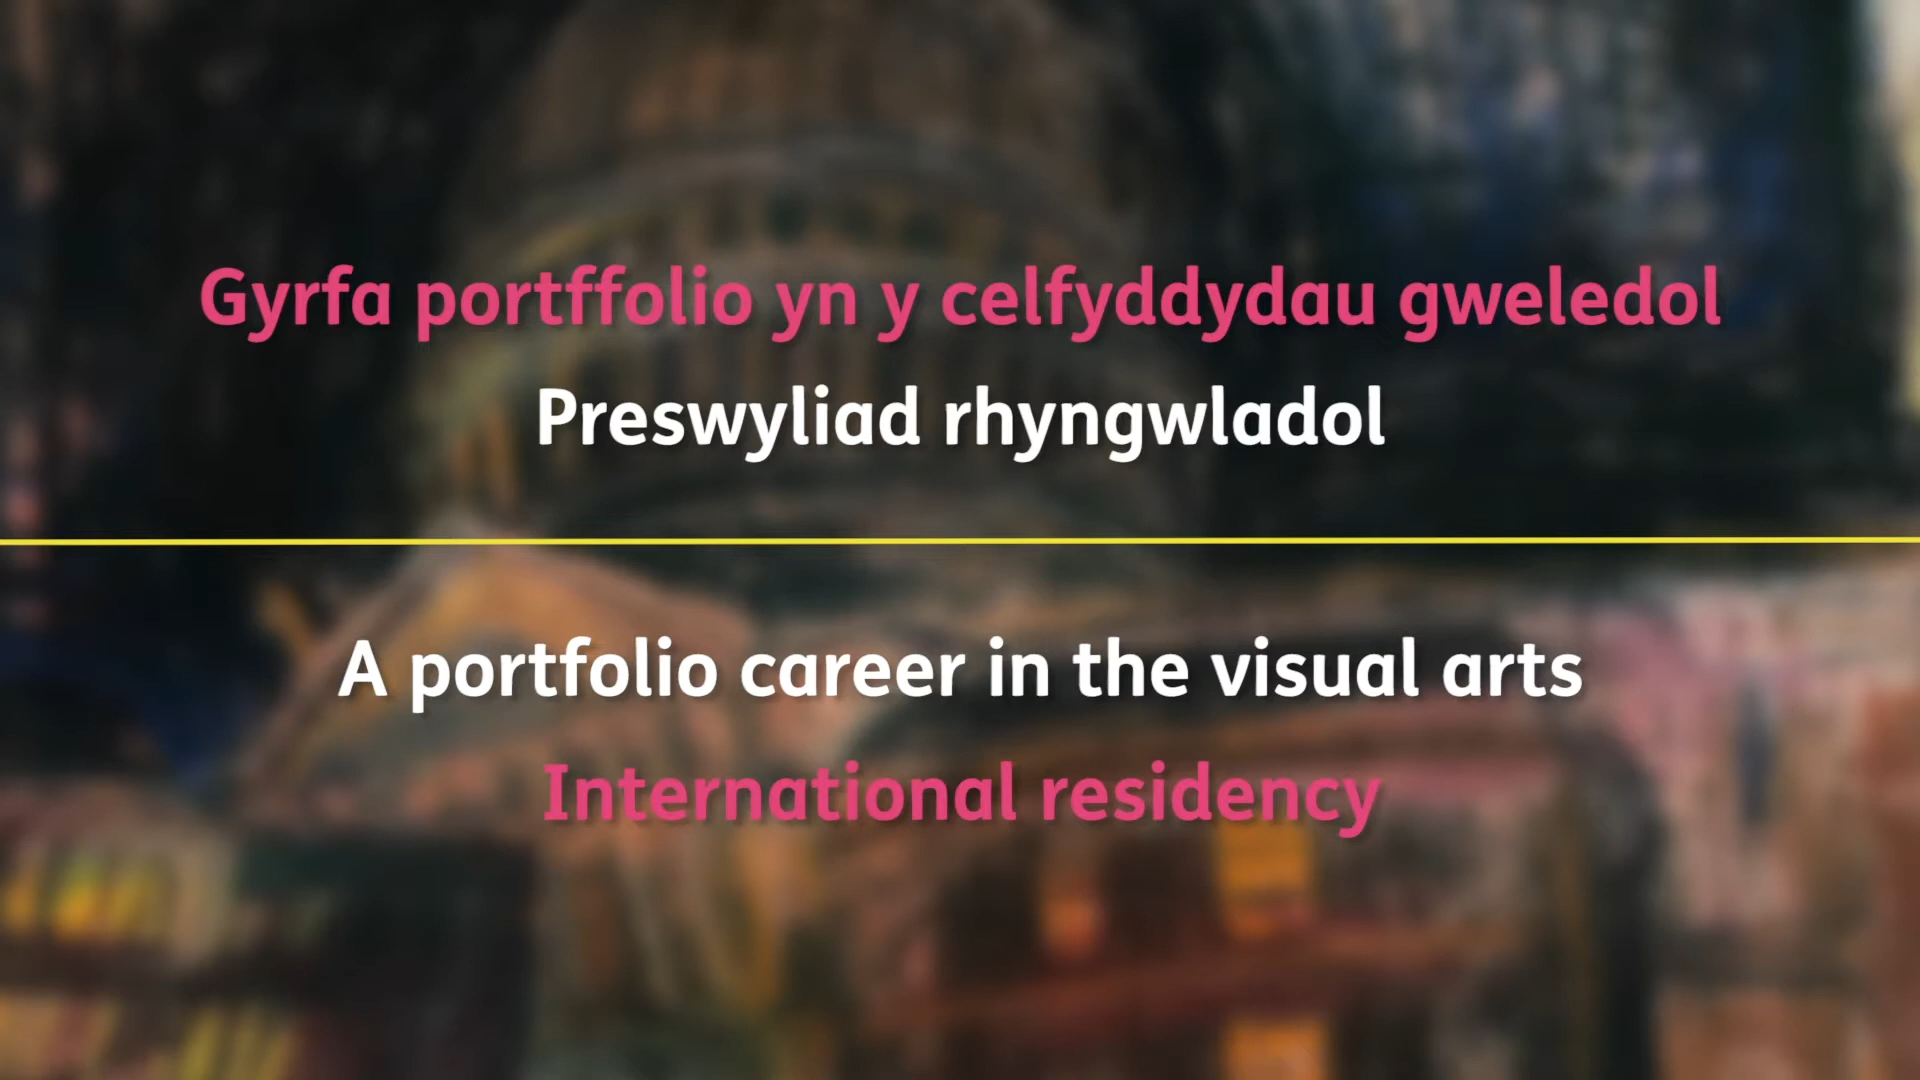 Gyrfa portffolio yn y celfyddydau gweledol
Preswyliad rhyngwladol
A portfolio career in the visual arts
International residency